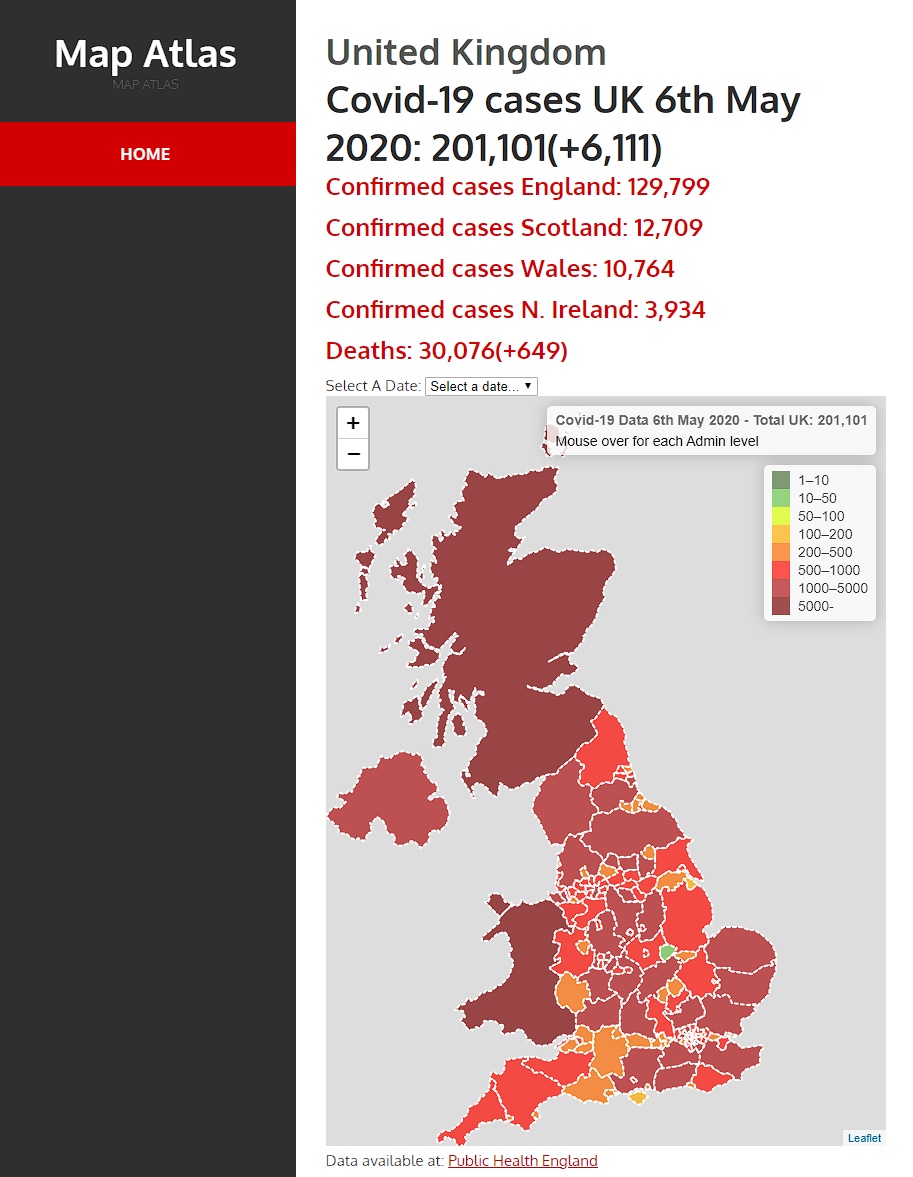 Map Atlas
MAP ATLAS
HOME
United Kingdom
Covid-19 cases UK 6th May
2020: 201,101(+6,111)
Confirmed cases England: 129,799
Confirmed cases Scotland: 12,709
Confirmed cases Wales: 10,764
Confirmed cases N. Ireland: 3,934
Deaths: 30,076(+649)
Select A Date: Select a date...
+
−
Covid-19 Data 6th May 2020 - Total UK: 201,101
Mouse over for each Admin level
1–10
10–50
50–100
100–200
200–500
500–1000
1000–5000
5000-
Leaflet
Data available at: Public Health England